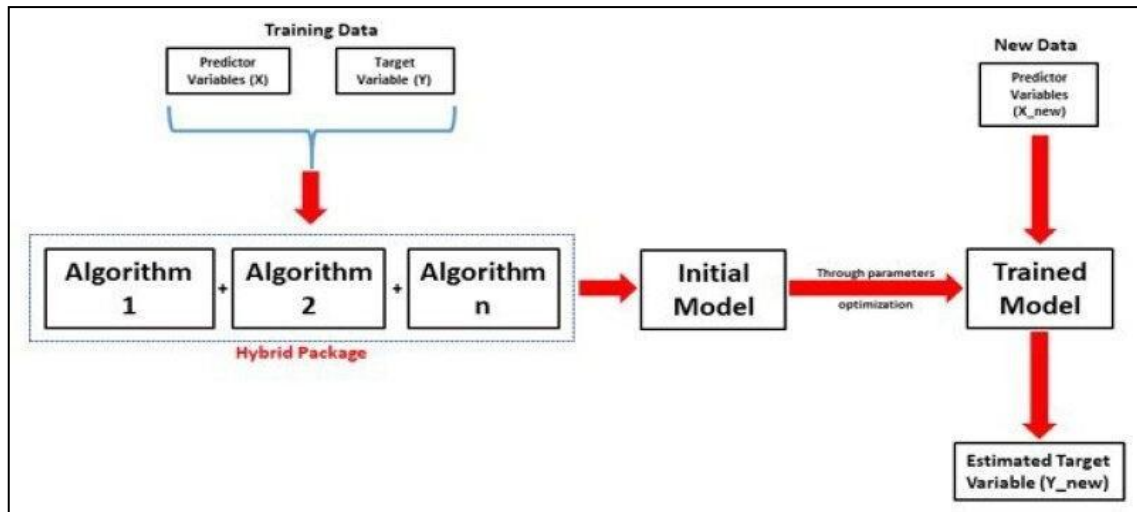 Training Data
Predictor
Variables (X)
Target
Variable (Y)
New Data
Predictor
Variables
(X_new)
Algorithm
1
+
Algorithm
2
+
Algorithm
n
Hybrid Package
Initial
Model
Through parameters
optimization
Trained
Model
Estimated Target
Variable (Y_new)